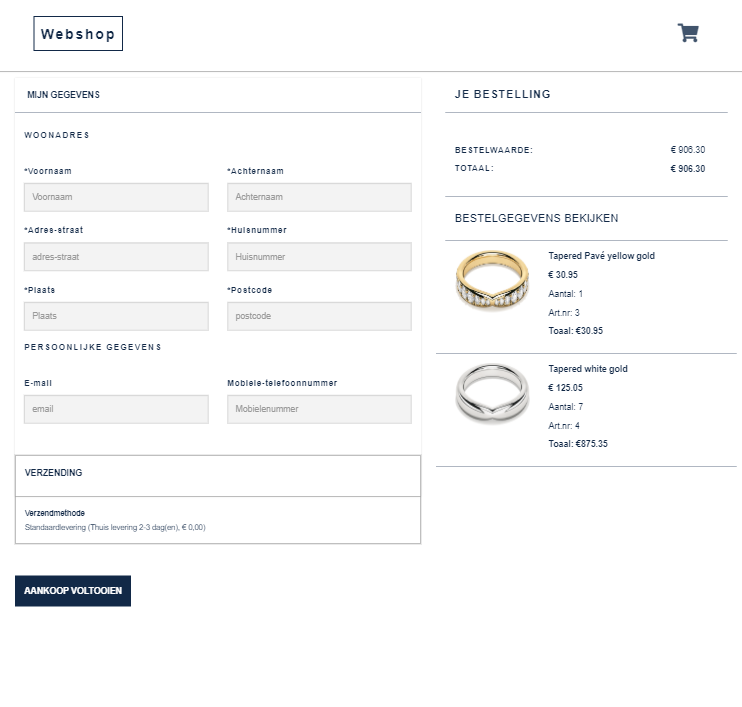 Webshop
MIJN GEGEVENS
WOONADRES
*Voornaam *Achternaam
Voornaam Achternaam
*Adres-straat *Huisnummer
adres-straat Huisnummer
*Plaats *Postcode
Plaats postcode
PERSOONLIJKE GEGEVENS
E-mail Mobiele-telefoonnummer
email Mobielenummer
VERZENDING
Verzendmethode
Standaardlevering (Thuis levering 2-3 dag(en), € 0,00)
AANKOOP VOLTOOIEN
JE BESTELLING
BESTELWAARDE: € 906.30
TOTAAL: € 906.30
BESTELGEGEVENS BEKIJKEN
Tapered Pavé yellow gold
€ 30.95
Aantal: 1
Art.nr: 3
Toaal: €30.95
Tapered white gold
€ 125.05
Aantal: 7
Art.nr: 4
Toaal: €875.35